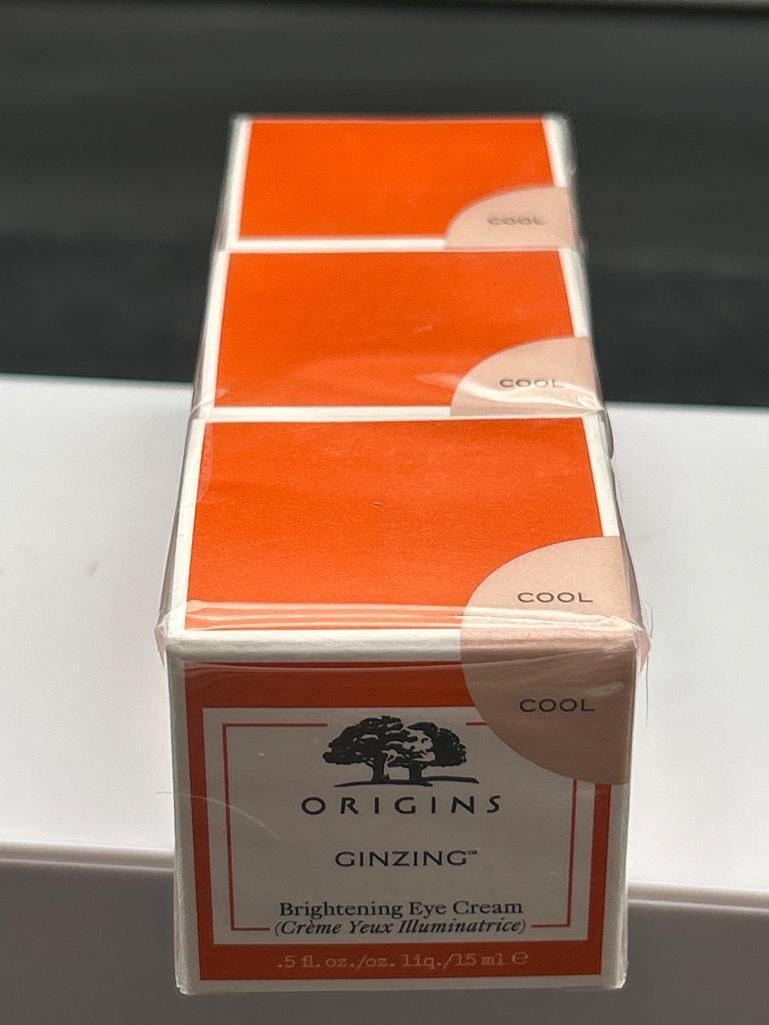 COOL
COOL
COOL
COOL
ORIGINS
GINZING™
Brightening Eye Cream
(Crème Yeux Illuminatrice)
.5 fl. oz./oz. liq./15 ml ℮